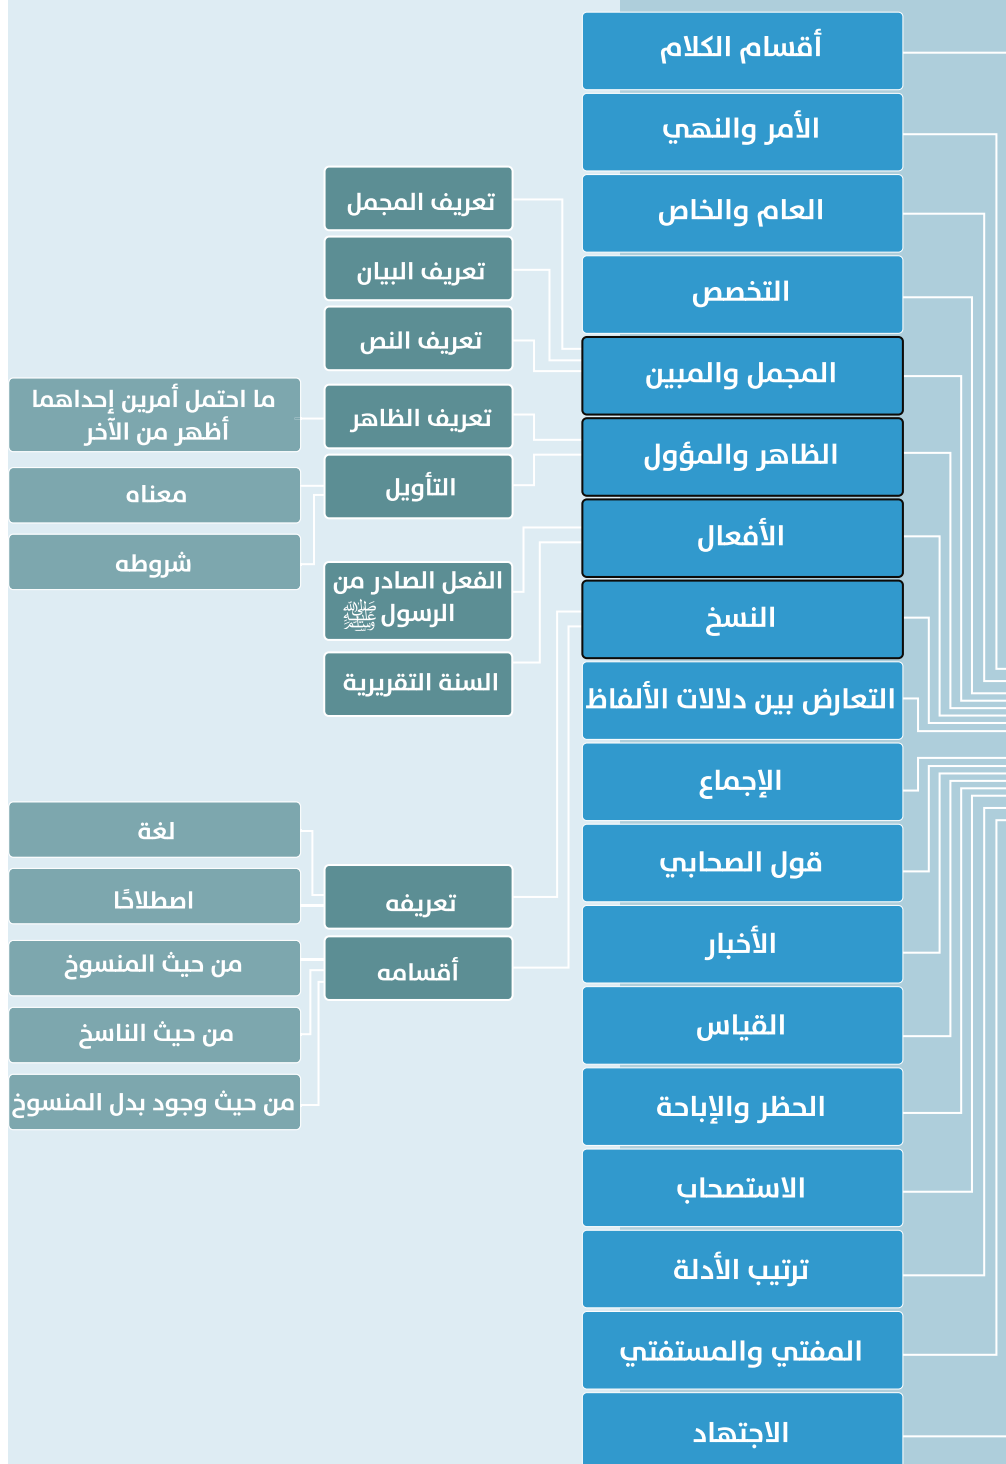 أقسام الكلام
الأمر والنهي
العام والخاص
التخصص
المجمل والمبين
الظاهر والمؤول
الأفعال
النسخ
التعارض بين دلالات الألفاظ
الإجماع
قول الصحابي
الأخبار
القياس
الحظر والإباحة
الاستصحاب
ترتيب الأدلة
المفتي والمستفتي
الاجتهاد
تعريف المجمل
تعريف البيان
تعريف النص
تعريف الظاهر
التأويل
الفعل الصادر من
الرسول ﷺ
السنة التقريرية
تعريفه
أقسامه
ما احتمل أمرين إحداهما
أظهر من الآخر
معناه
شروطه
لغة
اصطلاحًا
من حيث المنسوخ
من حيث الناسخ
من حيث وجود بدل المنسوخ